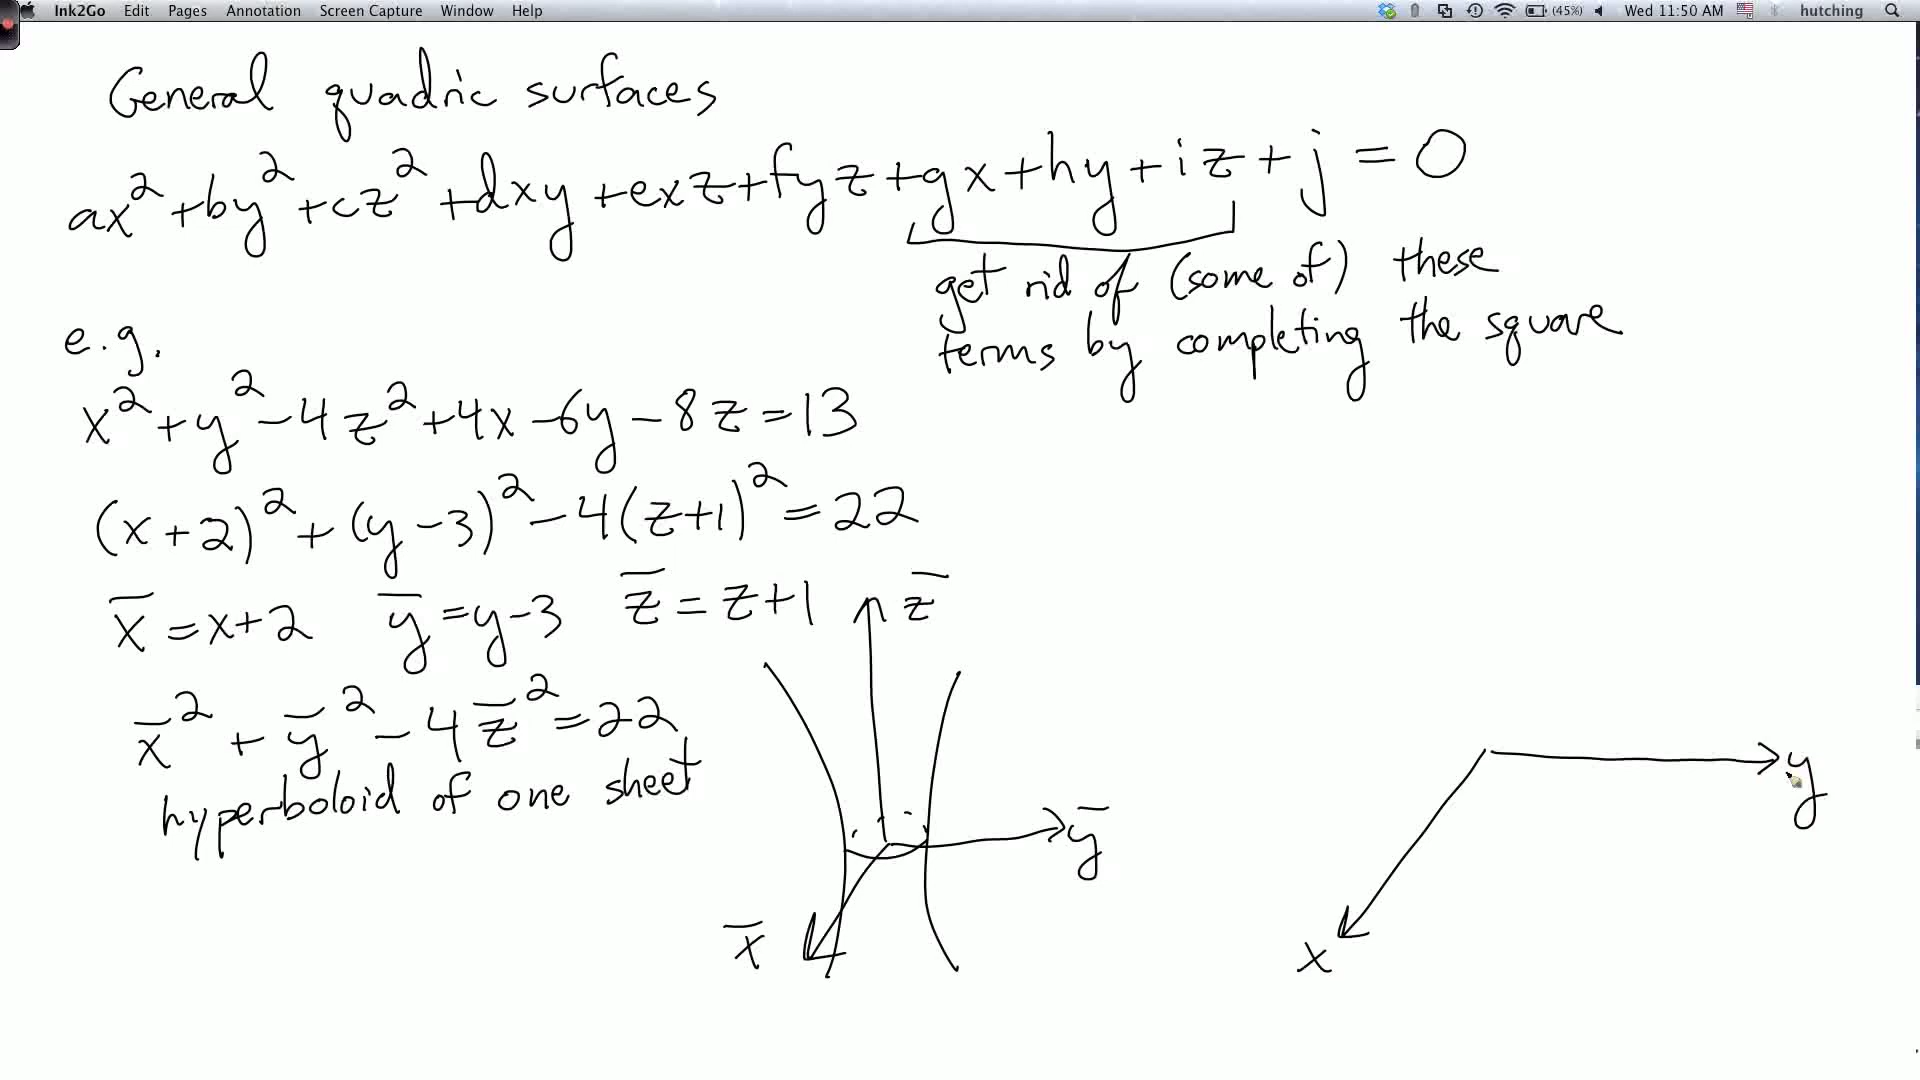 Ink2Go Edit Pages Annotation Screen Capture Window Help (45%) Wed 11:50 AM hutching
General quadric surfaces
ax² + by² + cz² + dxy + exz + fyz + gx + hy + iz + j = 0
get rid of (some of) these
terms by completing the square
e.g.
x² + y² - 4z² + 4x - 6y - 8z = 13
(x+2)² + (y-3)² - 4(z+1)² = 22
x̄ = x+2 ȳ = y-3 z̄ = z+1
z̄
x̄² + ȳ² - 4z̄² = 22
hyperboloid of one sheet
ȳ
x̄
y
x